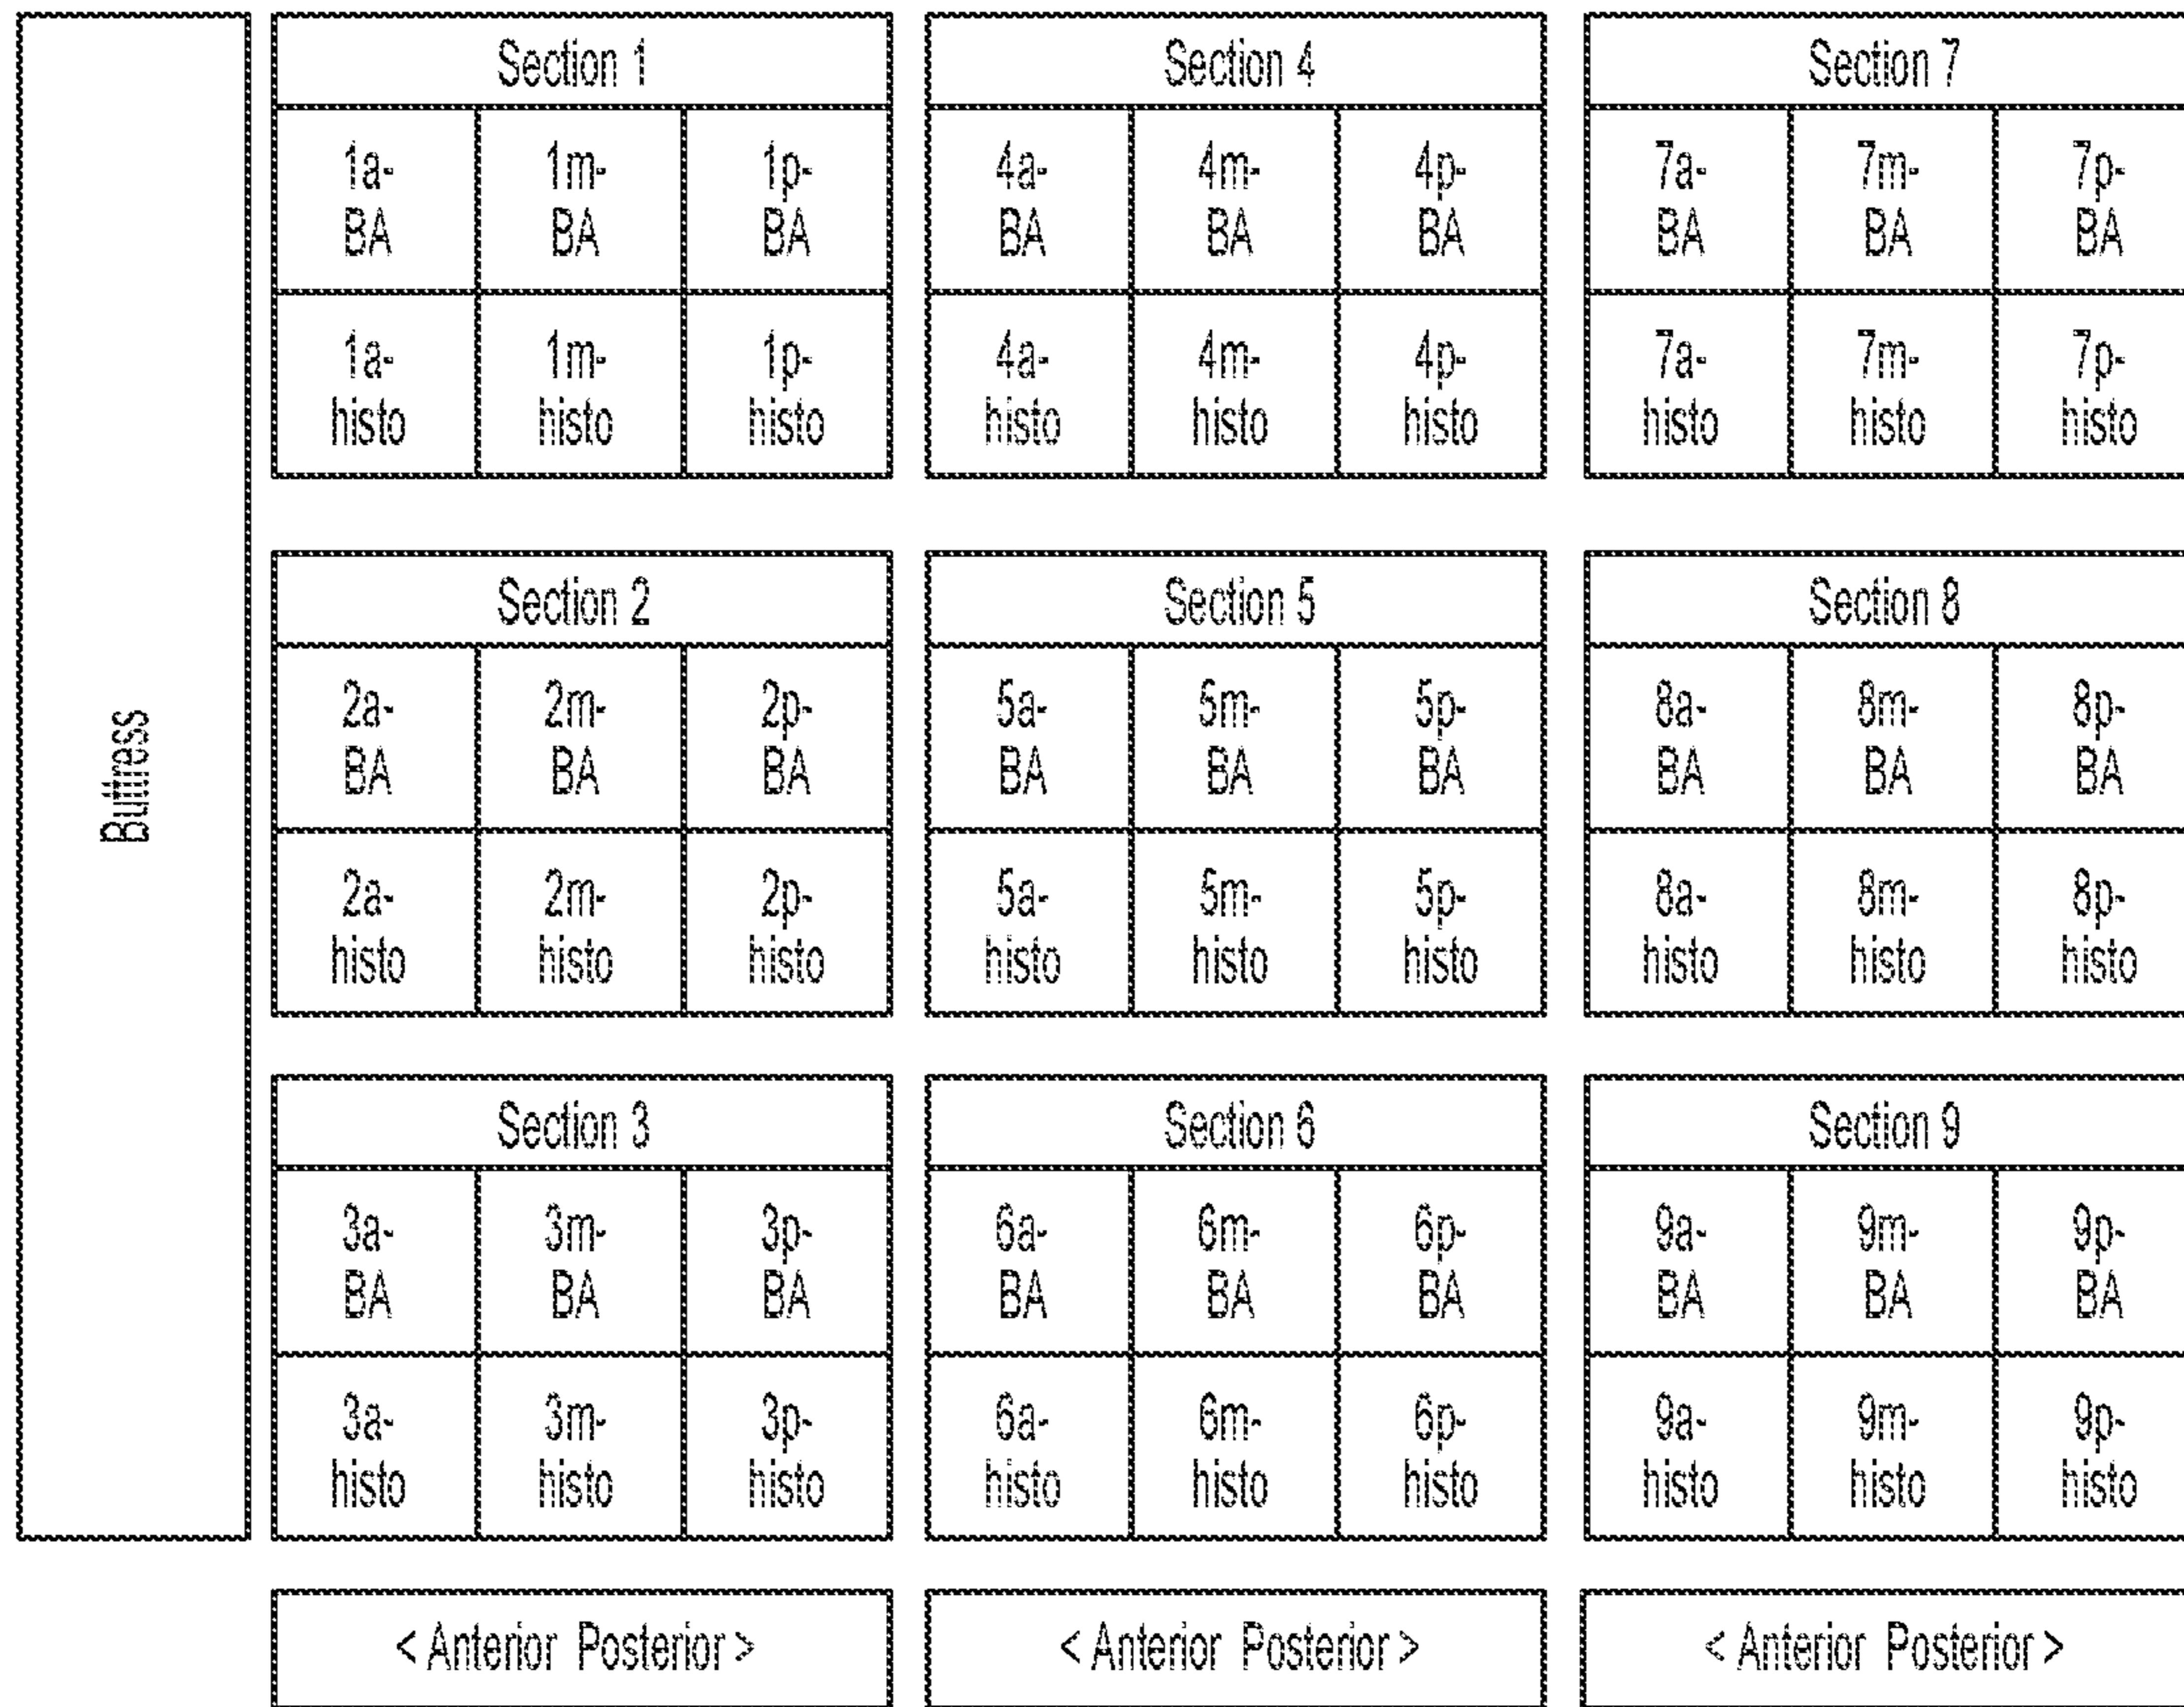 Buttress
Section 1
1a- 1m- 1p-
BA BA BA
1a- 1m- 1p-
histo histo histo
Section 4
4a- 4m- 4p-
BA BA BA
4a- 4m- 4p-
histo histo histo
Section 7
7a- 7m- 7p-
BA BA BA
7a- 7m- 7p-
histo histo histo
Section 2
2a- 2m- 2p-
BA BA BA
2a- 2m- 2p-
histo histo histo
Section 5
5a- 5m- 5p-
BA BA BA
5a- 5m- 5p-
histo histo histo
Section 8
8a- 8m- 8p-
BA BA BA
8a- 8m- 8p-
histo histo histo
Section 3
3a- 3m- 3p-
BA BA BA
3a- 3m- 3p-
histo histo histo
Section 6
6a- 6m- 6p-
BA BA BA
6a- 6m- 6p-
histo histo histo
Section 9
9a- 9m- 9p-
BA BA BA
9a- 9m- 9p-
histo histo histo
< Anterior Posterior >
< Anterior Posterior >
< Anterior Posterior >